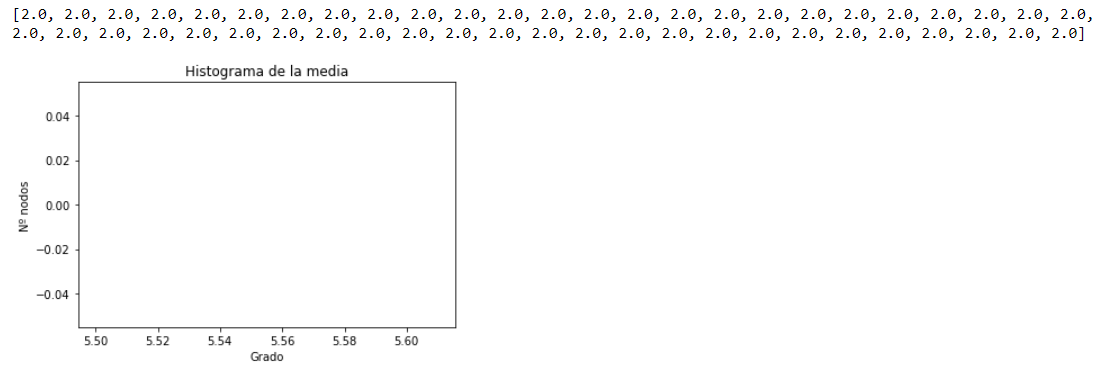 [2.0, 2.0, 2.0, 2.0, 2.0, 2.0, 2.0, 2.0, 2.0, 2.0, 2.0, 2.0, 2.0, 2.0, 2.0, 2.0, 2.0, 2.0, 2.0, 2.0, 2.0, 2.0, 2.0, 2.0, 2.0,
2.0, 2.0, 2.0, 2.0, 2.0, 2.0, 2.0, 2.0, 2.0, 2.0, 2.0, 2.0, 2.0, 2.0, 2.0, 2.0, 2.0, 2.0, 2.0, 2.0, 2.0, 2.0, 2.0, 2.0, 2.0]
Histograma de la media
0.04
0.02
0.00
−0.02
−0.04
Nº nodos
5.50 5.52 5.54 5.56 5.58 5.60
Grado